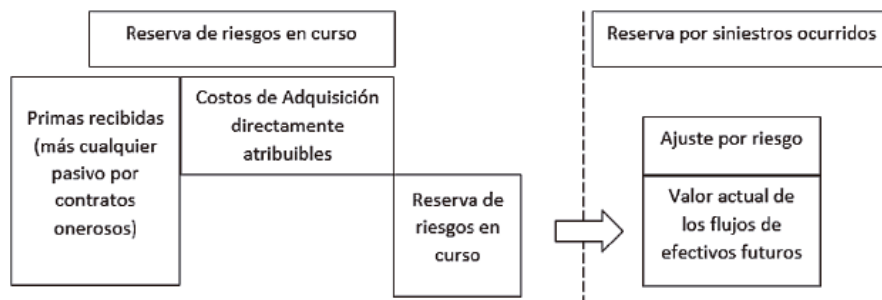 Reserva de riesgos en curso
Reserva por siniestros ocurridos
Primas recibidas
(más cualquier
pasivo por
contratos
onerosos)
Costos de Adquisición
directamente
atribuibles
Reserva de
riesgos en
curso
Ajuste por riesgo
Valor actual de
los flujos de
efectivos futuros